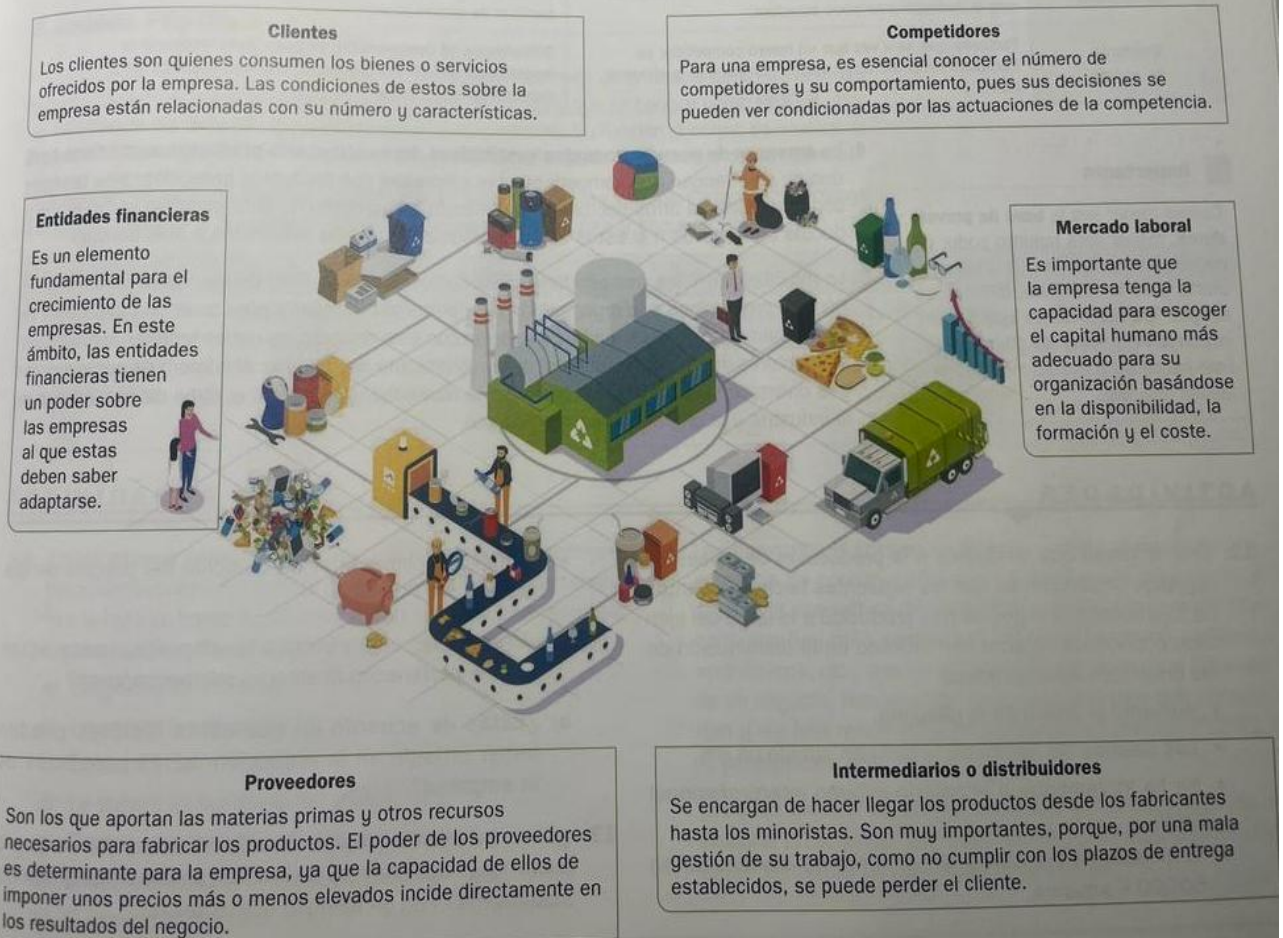 Clientes
Los clientes son quienes consumen los bienes o servicios
ofrecidos por la empresa. Las condiciones de estos sobre la
empresa están relacionadas con su número y características.
Competidores
Para una empresa, es esencial conocer el número de
competidores y su comportamiento, pues sus decisiones se
pueden ver condicionadas por las actuaciones de la competencia.
Entidades financieras
Es un elemento
fundamental para el
crecimiento de las
empresas. En este
ámbito, las entidades
financieras tienen
un poder sobre
las empresas
al que estas
deben saber
adaptarse.
Mercado laboral
Es importante que
la empresa tenga la
capacidad para escoger
el capital humano más
adecuado para su
organización basándose
en la disponibilidad, la
formación y el coste.
Proveedores
Son los que aportan las materias primas y otros recursos
necesarios para fabricar los productos. El poder de los proveedores
es determinante para la empresa, ya que la capacidad de ellos de
imponer unos precios más o menos elevados incide directamente en
los resultados del negocio.
Intermediarios o distribuidores
Se encargan de hacer llegar los productos desde los fabricantes
hasta los minoristas. Son muy importantes, porque, por una mala
gestión de su trabajo, como no cumplir con los plazos de entrega
establecidos, se puede perder el cliente.